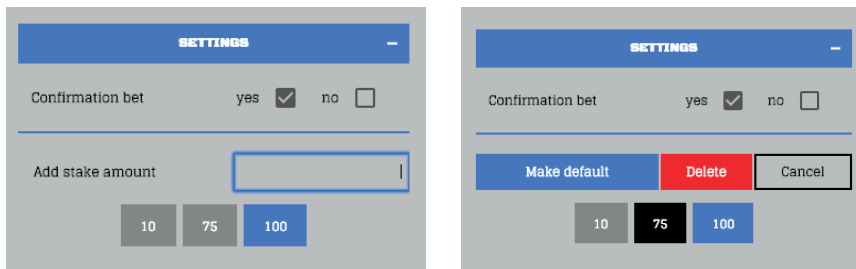 SETTINGS –
Confirmation bet yes no
Add stake amount
10 75 100
SETTINGS –
Confirmation bet yes no
Make default Delete Cancel
10 75 100